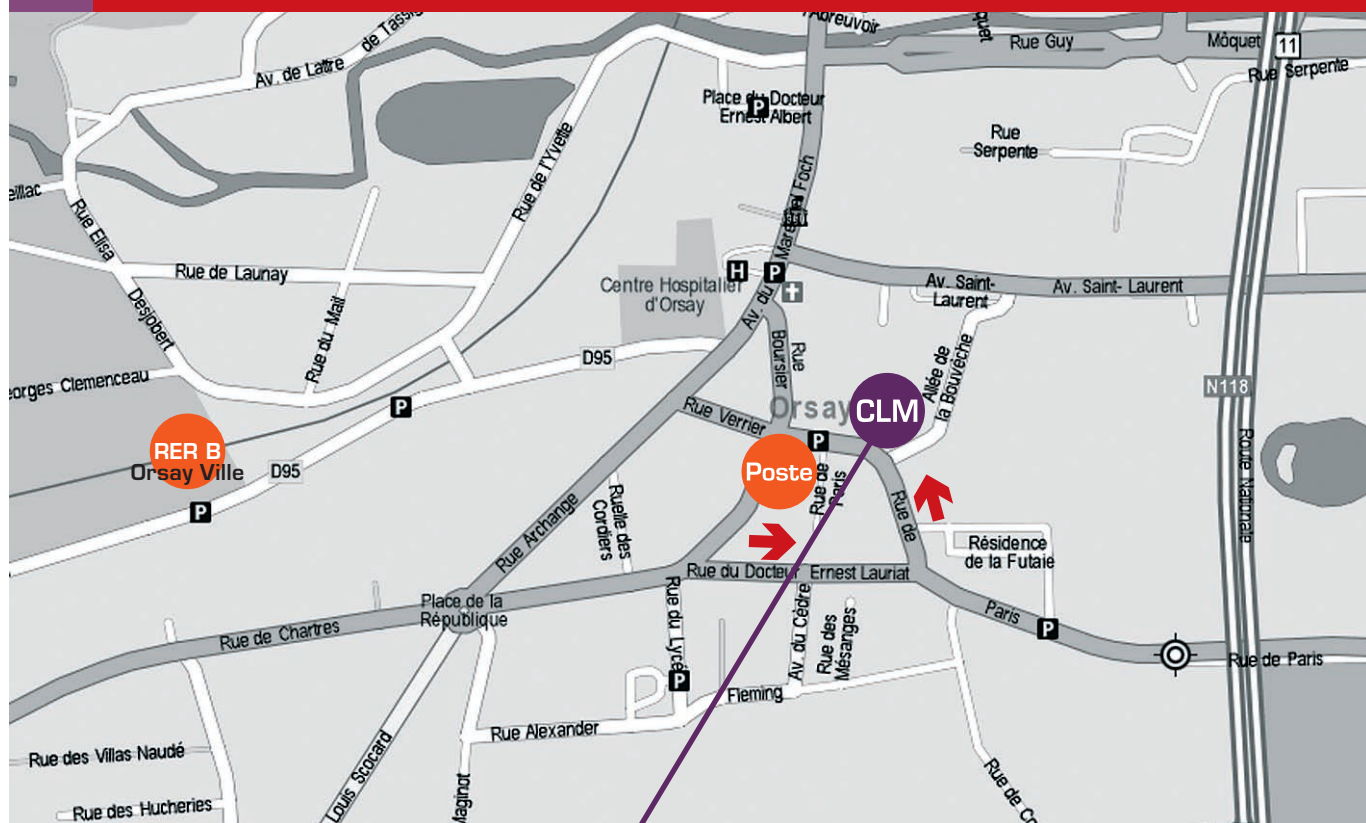 Abreuvoir
Rue Guy
Môquet
11
de Tassig
Av. de Lattre
Rue Serpente
Place du Docteur
Ernest Albert
P
Rue
Serpente
Rue de l'Yvette
Av. du Maréchal Foch
eillac
Rue Elisa
Desjobert
Rue de Launay
Rue du Mail
Centre Hospitalier
d'Orsay
H
P
Av. Saint-
Laurent
Av. Saint- Laurent
Rue
Boursier
Allée de
la Bouvêche
D95
eorges Clemenceau
N118
P
Rue Verrier
Orsay
CLM
RER B
Orsay Ville
D95
P
Poste
P
Rue de
Paris
Route Nationale
Rue Archange
Ruelle des
Cordiers
Rue de
Paris
Résidence
de la Futaie
Rue du Docteur Ernest Lauriat
Place de la
République
Rue de Chartres
Rue du Lycée
Av. du Cèdre
Rue des
Mésanges
P
Rue de Paris
P
Fleming
Rue Alexander
Rue des Villas Naudé
Louis Scocard
Maginot
Rue des Hucheries